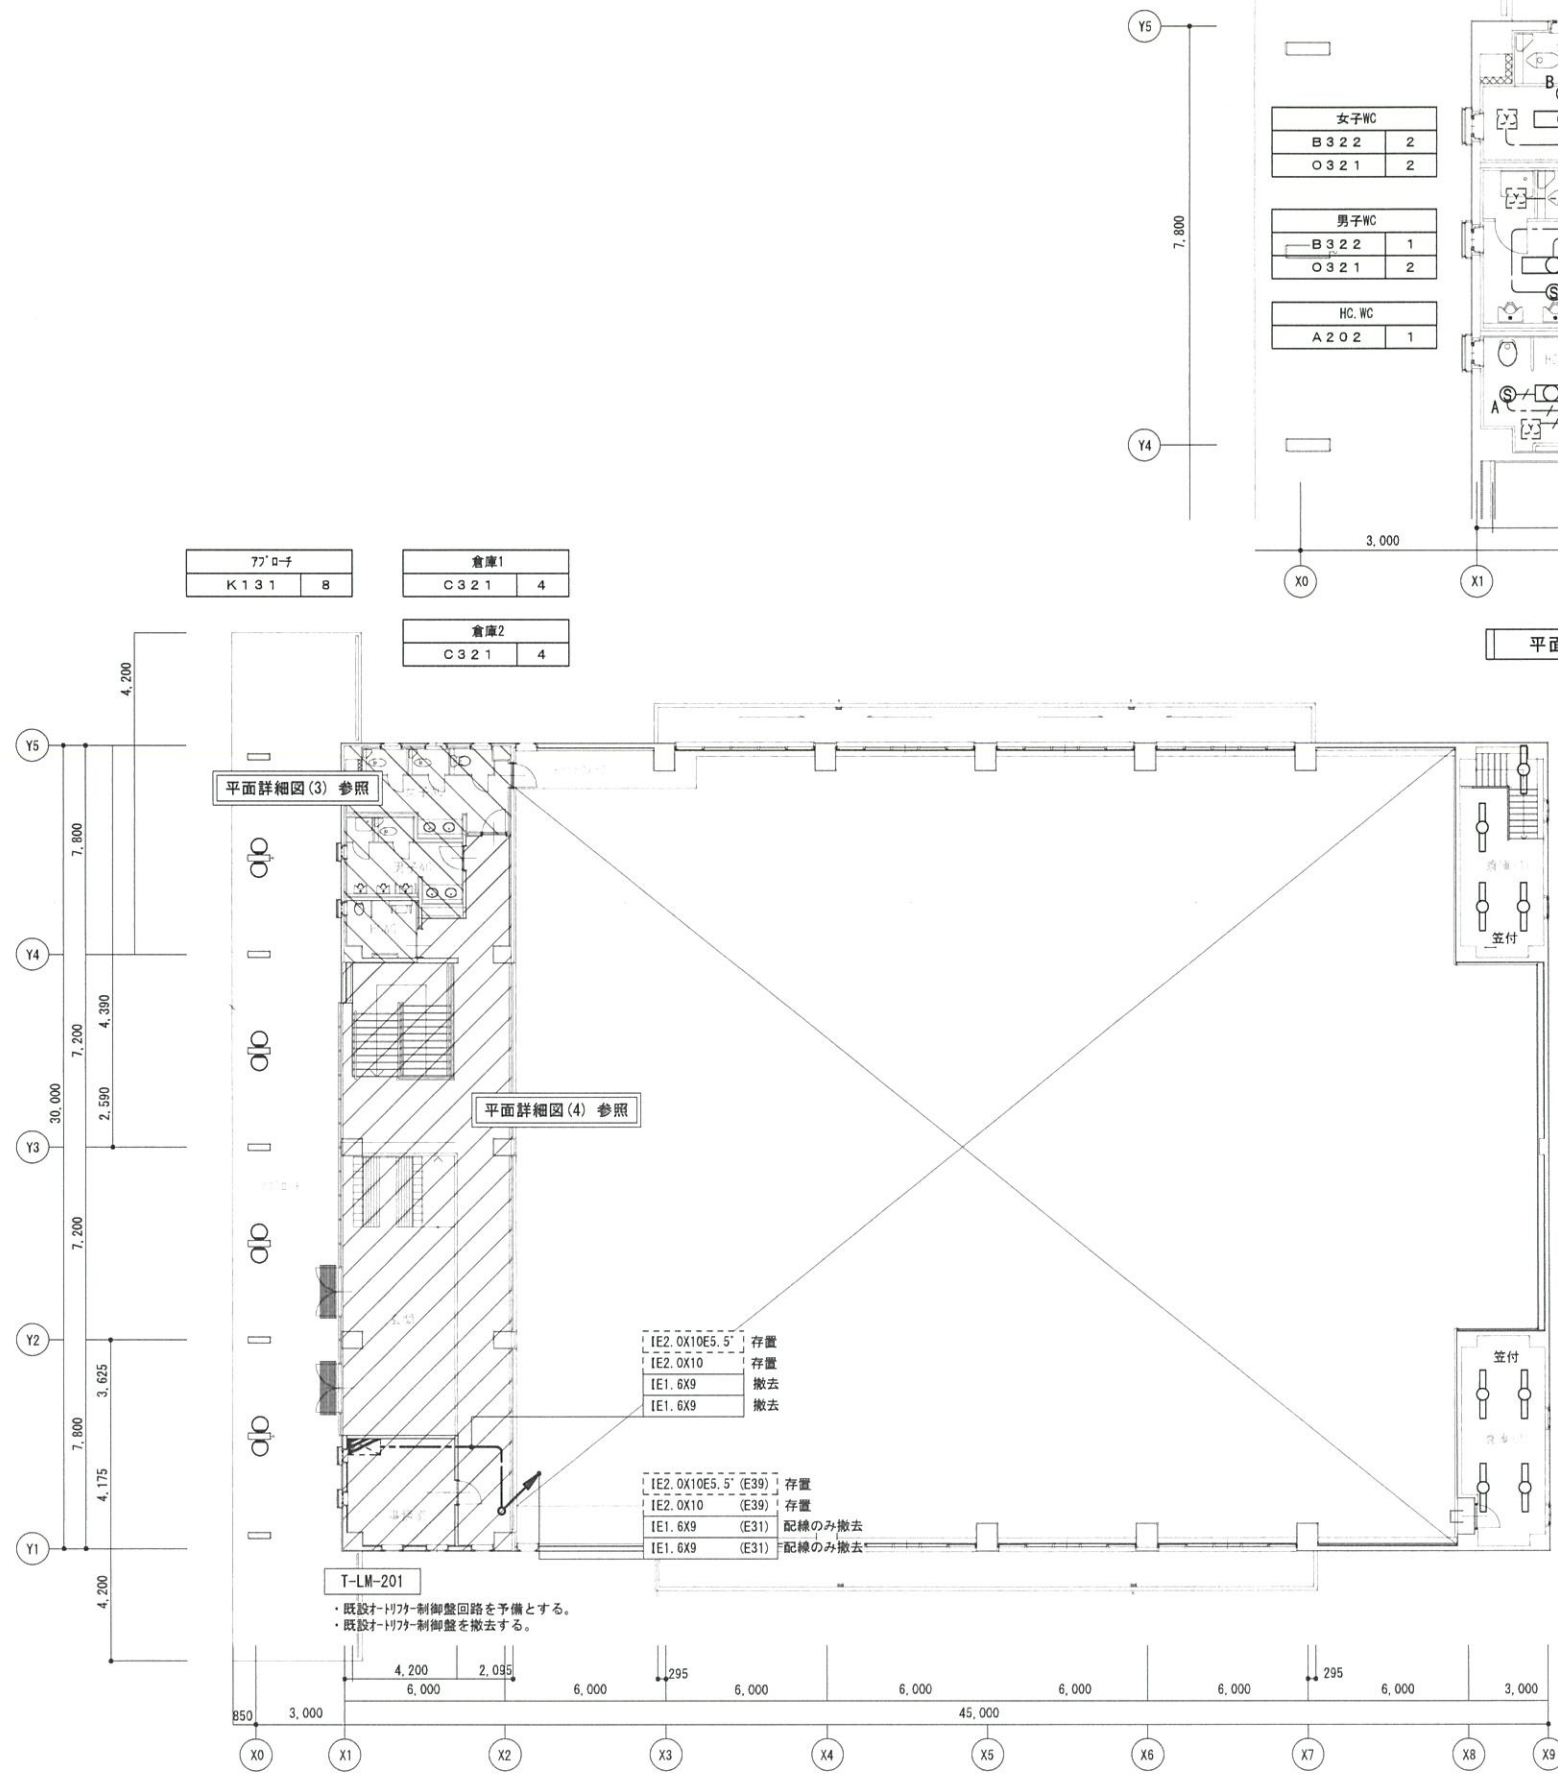 Y5
7,800
女子WC
B322 2
O321 2
男子WC
B322 1
O321 2
HC.WC
A202 1
B
S
S
A
Y4
3,000
X0
X1
アプローチ
K131 8
倉庫1
C321 4
倉庫2
C321 4
4,200
Y5
平面詳細図(3) 参照
7,800
男子WC
笠付
Y4
4,390
7,200
30,000
2,590
平面詳細図(4) 参照
Y3
7,200
Y2
3,625
7,800
4,175
IE2.0X10E5.5゛ 存置
IE2.0X10 存置
IE1.6X9 撤去
IE1.6X9 撤去
笠付
IE2.0X10E5.5゛(E39) 存置
IE2.0X10 (E39) 存置
IE1.6X9 (E31) 配線のみ撤去
IE1.6X9 (E31) 配線のみ撤去
Y1
4,200
T-LM-201
・既設オートリフター制御盤回路を予備とする。
・既設オートリフター制御盤を撤去する。
4,200 2,095 295 295
6,000 6,000 6,000 6,000 6,000 6,000 6,000 3,000
850 3,000 45,000
X0 X1 X2 X3 X4 X5 X6 X7 X8 X9